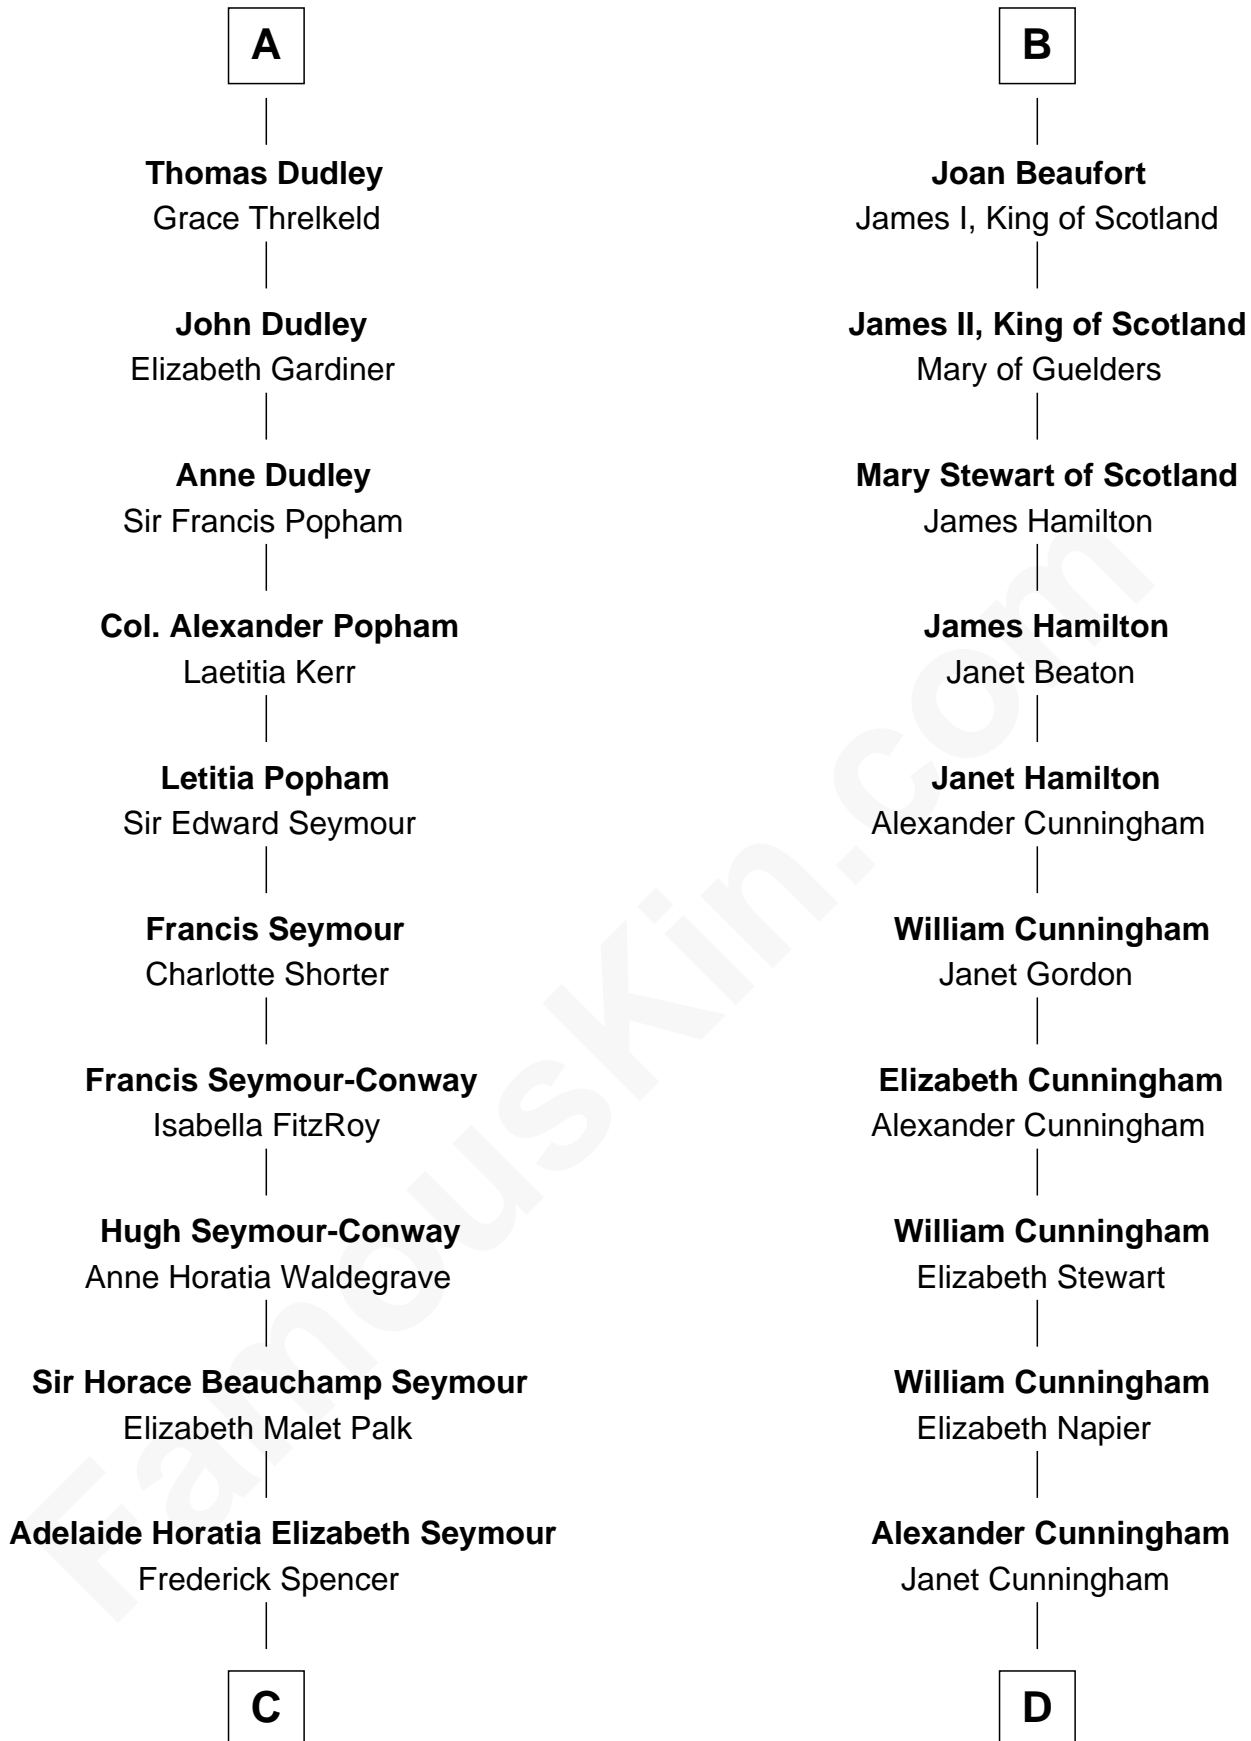 A
Thomas Dudley
Grace Threlkeld
John Dudley
Elizabeth Gardiner
Anne Dudley
Sir Francis Popham
Col. Alexander Popham
Laetitia Kerr
Letitia Popham
Sir Edward Seymour
Francis Seymour
Charlotte Shorter
Francis Seymour-Conway
Isabella FitzRoy
Hugh Seymour-Conway
Anne Horatia Waldegrave
Sir Horace Beauchamp Seymour
Elizabeth Malet Palk
Adelaide Horatia Elizabeth Seymour
Frederick Spencer
C
B
Joan Beaufort
James I, King of Scotland
James II, King of Scotland
Mary of Guelders
Mary Stewart of Scotland
James Hamilton
James Hamilton
Janet Beaton
Janet Hamilton
Alexander Cunningham
William Cunningham
Janet Gordon
Elizabeth Cunningham
Alexander Cunningham
William Cunningham
Elizabeth Stewart
William Cunningham
Elizabeth Napier
Alexander Cunningham
Janet Cunningham
D
FamousKin.com